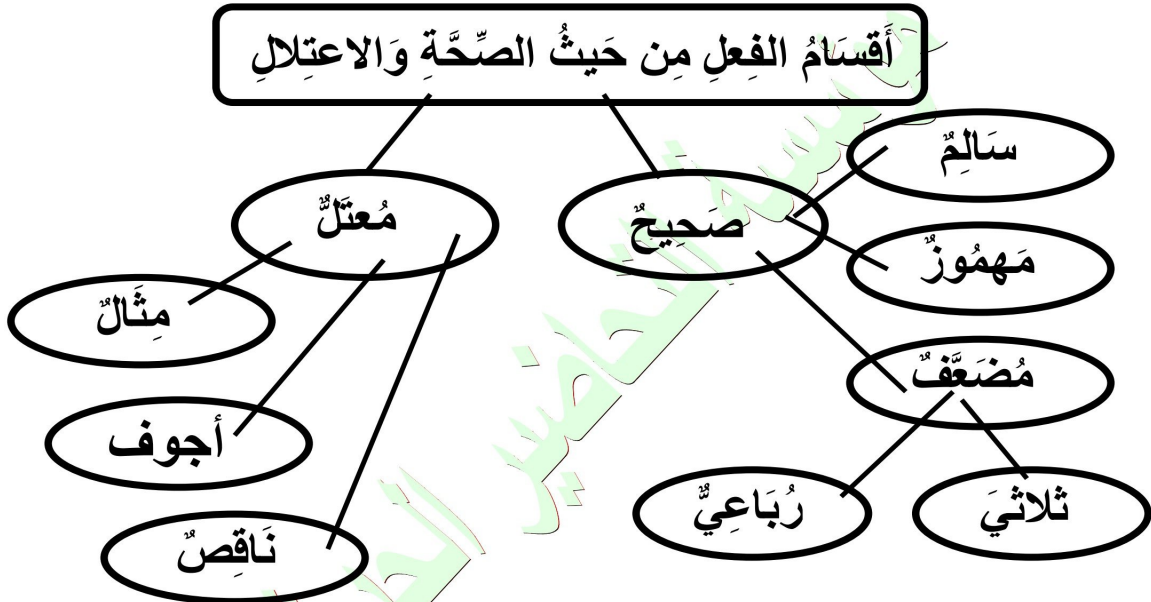 أَقسَامُ الفِعلِ مِن حَيثُ الصِّحَّةِ وَالاعتِلالِ
سَالِمٌ
صَحِيحٌ
مُعتَلٌّ
مَهمُوزٌ
مِثَالٌ
مُضَعَّفٌ
أجوف
ثلاثيَ
رُبَاعِيٌّ
نَاقِصٌ